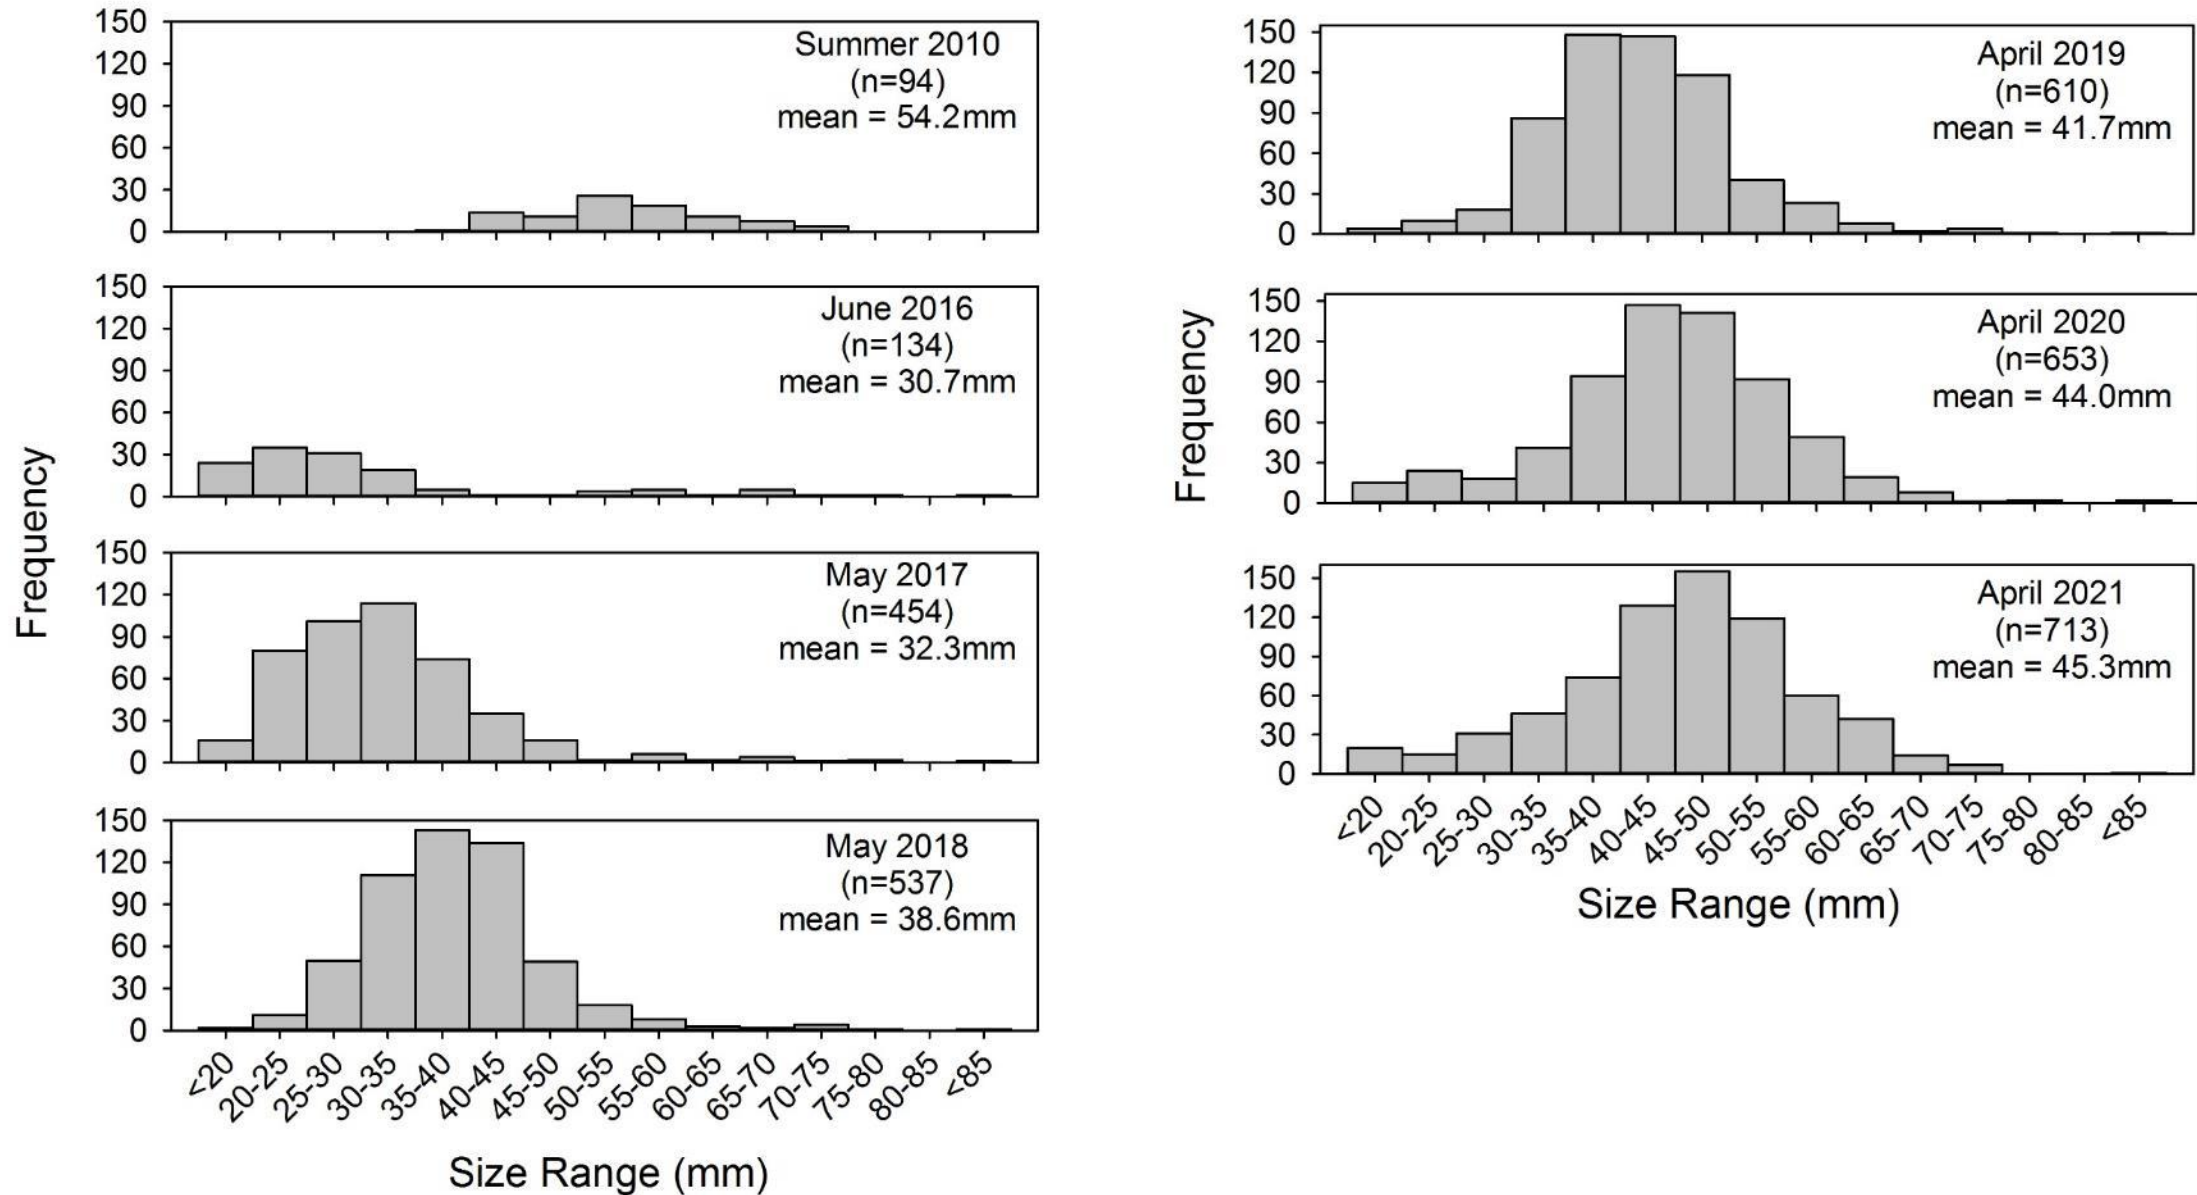 Frequency
150
120
90
60
30
0
Summer 2010
(n=94)
mean = 54.2mm
150
120
90
60
30
0
June 2016
(n=134)
mean = 30.7mm
150
120
90
60
30
0
May 2017
(n=454)
mean = 32.3mm
150
120
90
60
30
0
May 2018
(n=537)
mean = 38.6mm
<20
20-25
25-30
30-35
35-40
40-45
45-50
50-55
55-60
60-65
65-70
70-75
75-80
80-85
<85
Size Range (mm)
Frequency
150
120
90
60
30
0
April 2019
(n=610)
mean = 41.7mm
150
120
90
60
30
0
April 2020
(n=653)
mean = 44.0mm
150
120
90
60
30
0
April 2021
(n=713)
mean = 45.3mm
<20
20-25
25-30
30-35
35-40
40-45
45-50
50-55
55-60
60-65
65-70
70-75
75-80
80-85
<85
Size Range (mm)